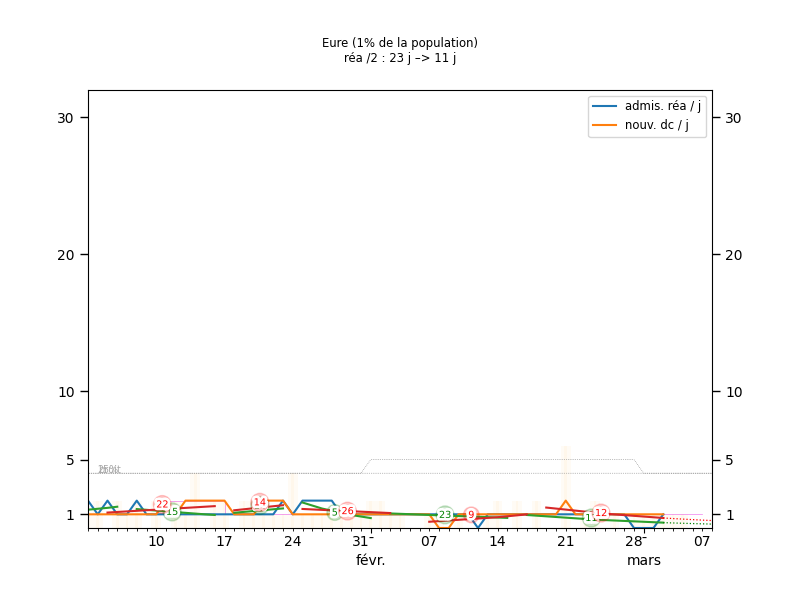 Eure (1% de la population)
réa /2 : 23 j –> 11 j
admis. réa / j
nouv. dc / j
30 30
20 20
10 10
5 5
1 1
22 15 14 5 26 23 9 11 12
10 17 24 31 07 14 21 28 07
févr. mars